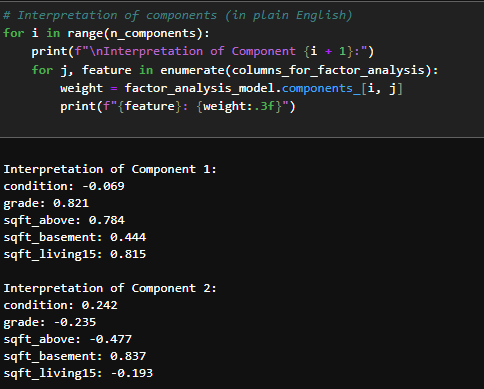 # Interpretation of components (in plain English)
for i in range(n_components):
    print(f"\nInterpretation of Component {i + 1}:")
    for j, feature in enumerate(columns_for_factor_analysis):
        weight = factor_analysis_model.components_[i, j]
        print(f"{feature}: {weight:.3f}")
Interpretation of Component 1:
condition: -0.069
grade: 0.821
sqft_above: 0.784
sqft_basement: 0.444
sqft_living15: 0.815
Interpretation of Component 2:
condition: 0.242
grade: -0.235
sqft_above: -0.477
sqft_basement: 0.837
sqft_living15: -0.193